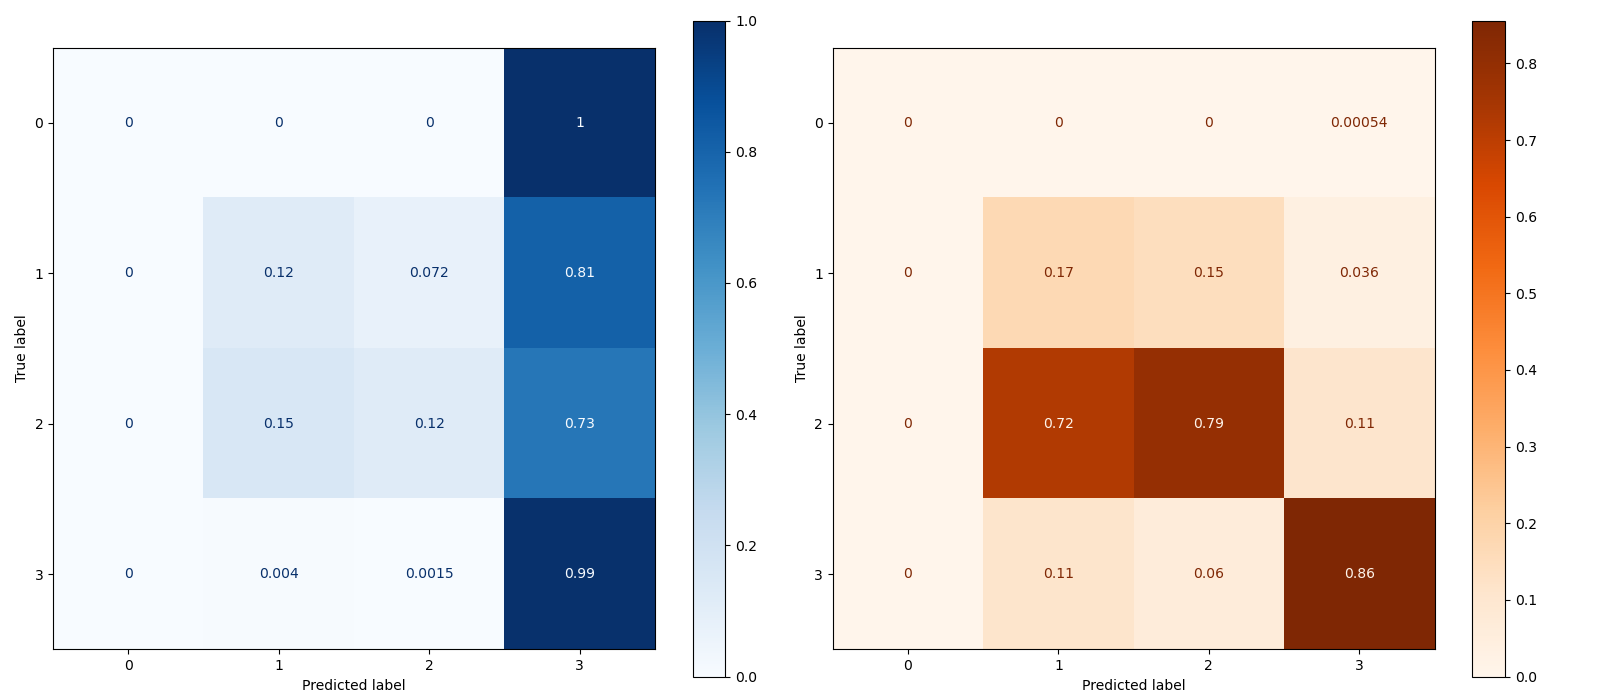 1.0
0 0 0 0 1
0.8
1 0 0.12 0.072 0.81
0.6
True label
2 0 0.15 0.12 0.73
0.4
0.2
3 0 0.004 0.0015 0.99
0.0
0 1 2 3
Predicted label
0.8
0 0 0 0 0.00054
0.7
0.6
1 0 0.17 0.15 0.036
0.5
True label
0.4
2 0 0.72 0.79 0.11
0.3
0.2
3 0 0.11 0.06 0.86
0.1
0.0
0 1 2 3
Predicted label